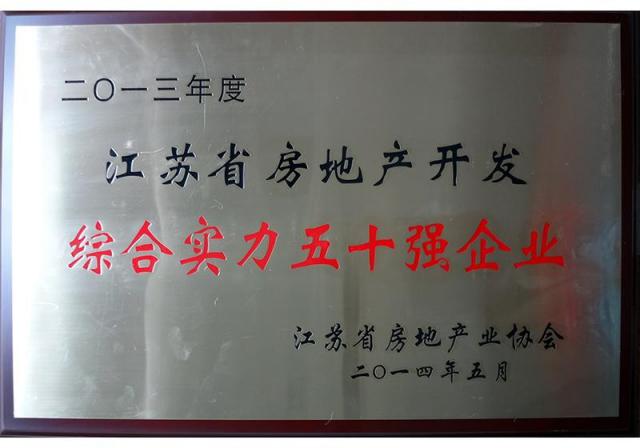 二〇一三年度
江苏省房地产开发
综合实力五十强企业
江苏省房地产业协会
二〇一四年五月